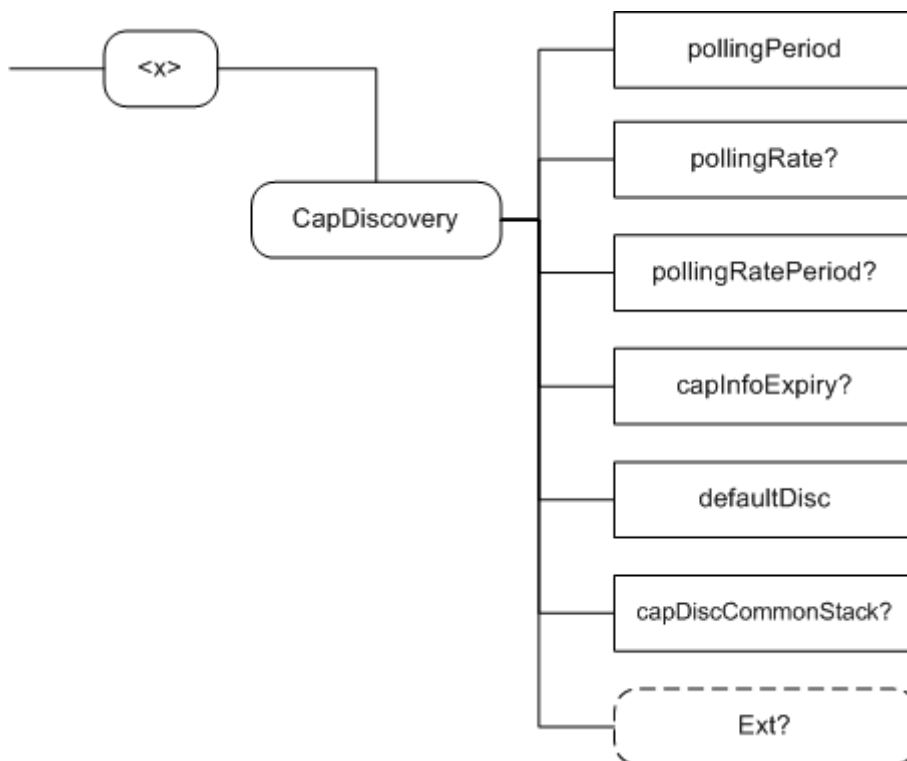 <x>
CapDiscovery
pollingPeriod
pollingRate?
pollingRatePeriod?
capInfoExpiry?
defaultDisc
capDiscCommonStack?
Ext?